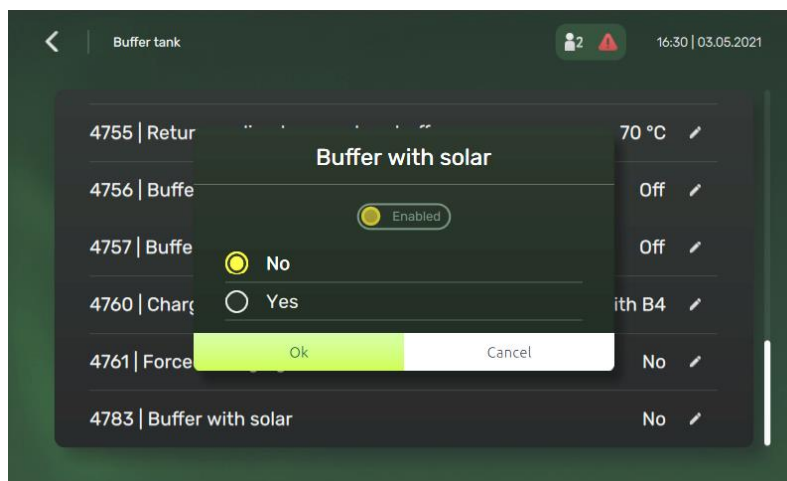 Buffer tank
2
16:30 | 03.05.2021
4755 | Retur 70 °C
Buffer with solar
4756 | Buffe Off
Enabled
4757 | Buffe Off
No
4760 | Charg ith B4
Yes
Ok Cancel
4761 | Force No
4783 | Buffer with solar No